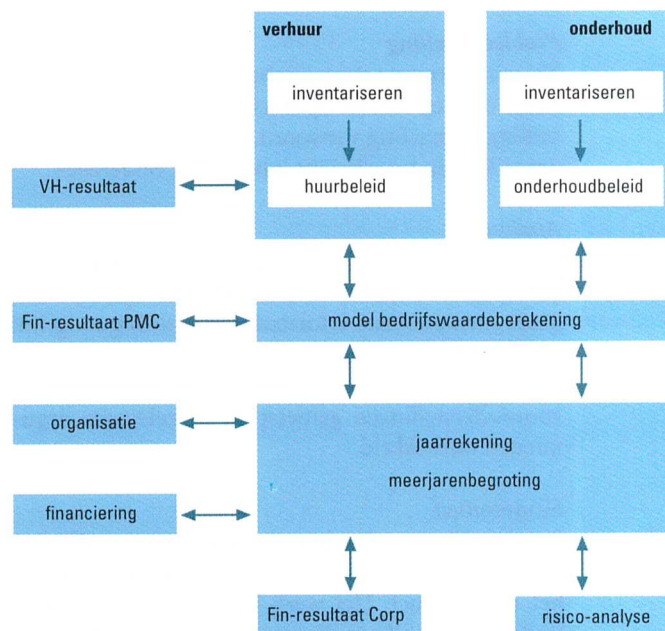 verhuur
onderhoud
inventariseren
inventariseren
VH-resultaat
huurbeleid
onderhoudbeleid
Fin-resultaat PMC
model bedrijfswaardeberekening
organisatie
jaarrekening
meerjarenbegroting
financiering
Fin-resultaat Corp
risico-analyse